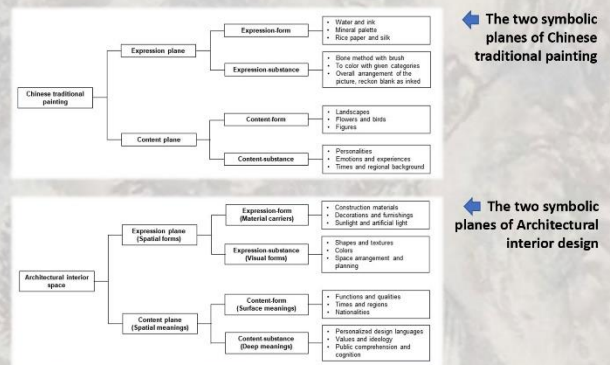 Chinese traditional
painting
Expression plane
Content plane
Expression-form
Expression-substance
Content-form
Content-substance
• Water and ink
• Mineral palette
• Rice paper and silk
• Bone method with brush
• To color with given categories
• Overall arrangement of the
picture, reckon blank as inked
• Landscapes
• Flowers and birds
• Figures
• Personalities
• Emotions and experiences
• Times and regional background
The two symbolic
planes of Chinese
traditional painting
Architectural interior
space
Expression plane
(Spatial forms)
Content plane
(Spatial meanings)
Expression-form
(Material carriers)
Expression-substance
(Visual forms)
Content-form
(Surface meanings)
Content-substance
(Deep meanings)
• Construction materials
• Decorations and furnishings
• Sunlight and artificial light
• Shapes and textures
• Colors
• Space arrangement and
planning
• Functions and qualities
• Times and regions
• Nationalities
• Personalized design languages
• Values and ideology
• Public comprehension and
cognition
The two symbolic
planes of Architectural
interior design